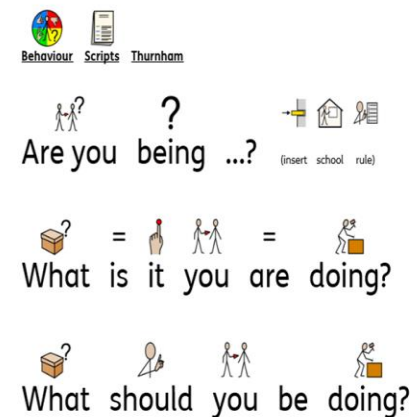 Behaviour Scripts Thurnham
Are you being ...? (insert school rule)
What is it you are doing?
What should you be doing?